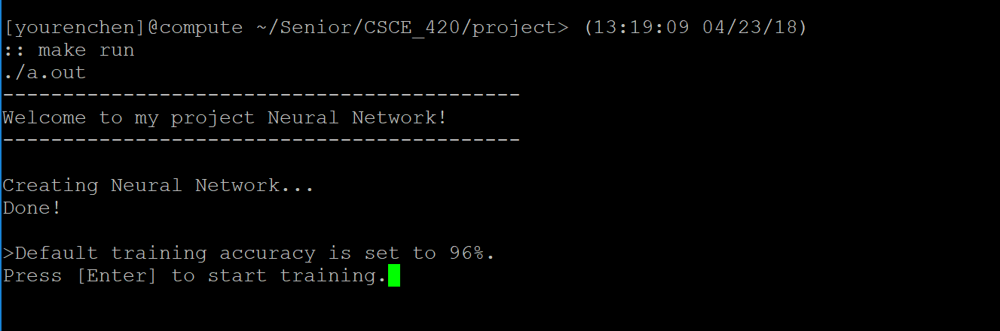 [yourenchen]@compute ~/Senior/CSCE_420/project> (13:19:09 04/23/18)
:: make run
./a.out
-------------------------------------------
Welcome to my project Neural Network!
-------------------------------------------
Creating Neural Network...
Done!
>Default training accuracy is set to 96%.
Press [Enter] to start training.